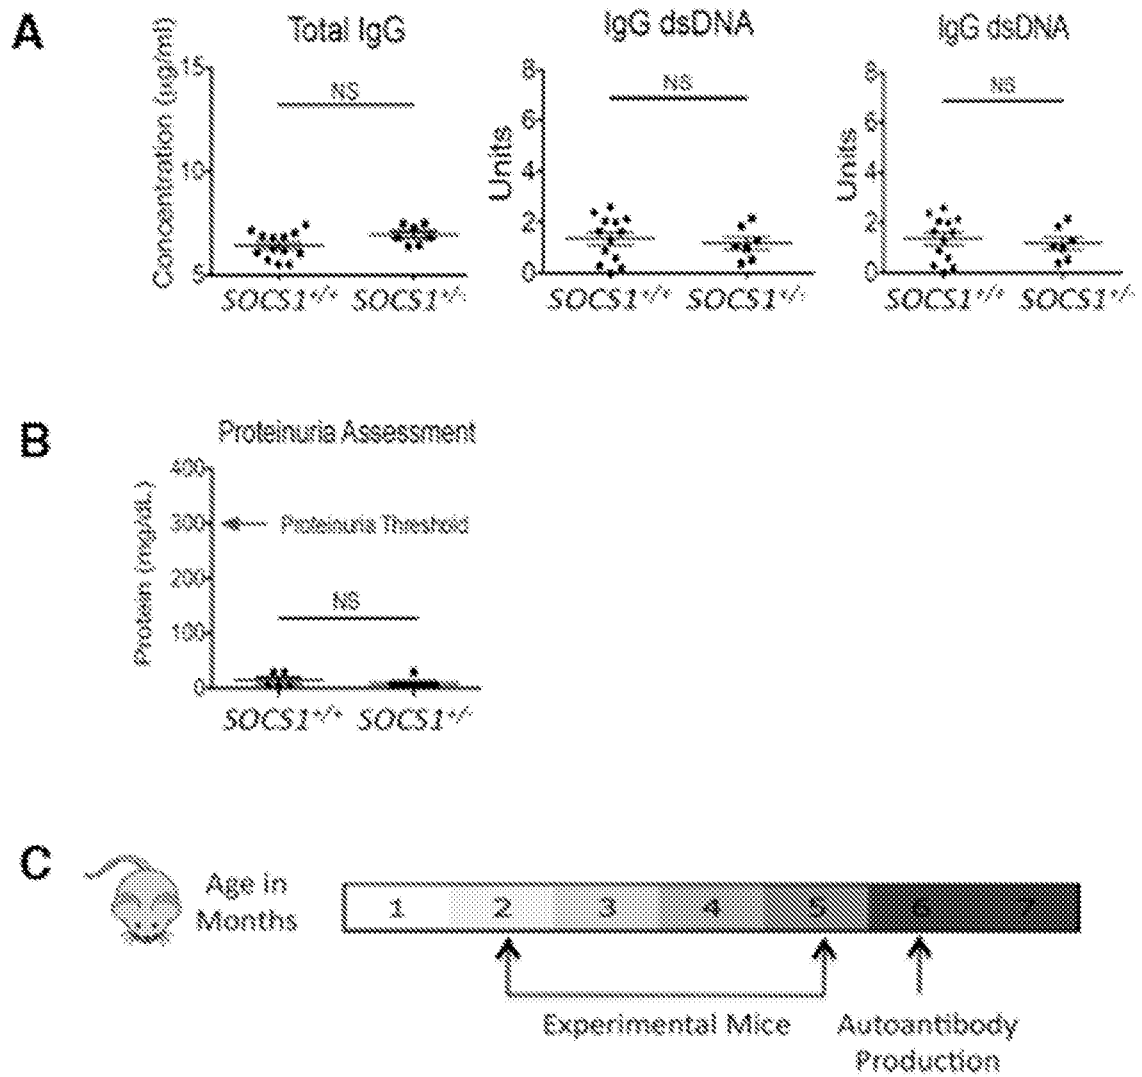 A
Total IgG
IgG dsDNA
IgG dsDNA
Concentration (µg/ml)
15
10
5
NS
SOCS1+/+
SOCS1+/-
Units
8
6
4
2
0
NS
SOCS1+/+
SOCS1+/-
Units
8
6
4
2
0
NS
SOCS1+/+
SOCS1+/-
B
Proteinuria Assessment
Protein (mg/dL)
400
300
200
100
0
Proteinuria Threshold
NS
SOCS1+/+
SOCS1+/-
C
Age in
Months
1 2 3 4 5 6 7
Experimental Mice
Autoantibody
Production